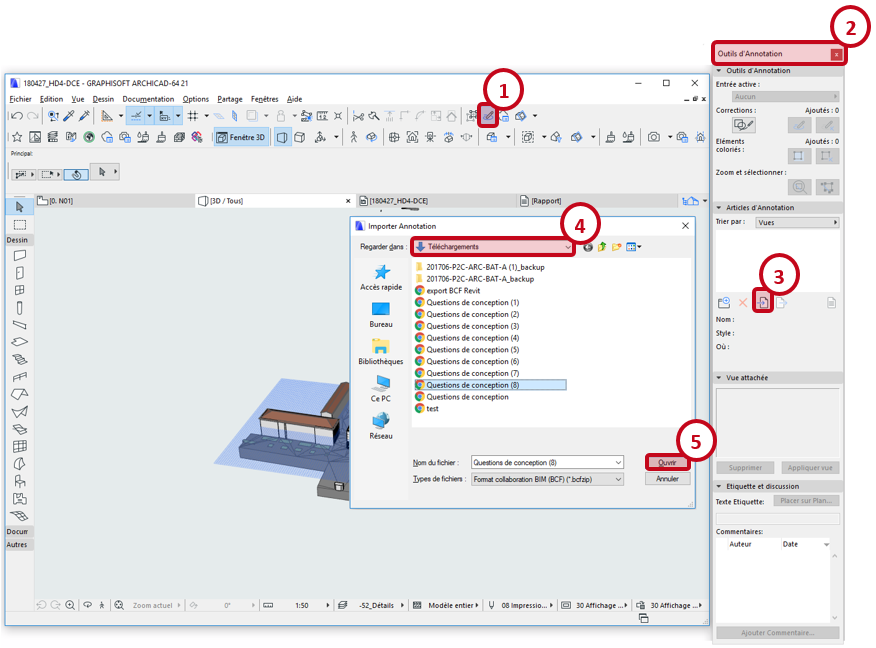 2
Outils d'Annotation
180427_HD4-DCE - GRAPHISOFT ARCHICAD-64 21
Fichier Edition Vue Dessin Documentation Options Partage Fenêtres Aide
1
Fenêtre 3D
Principal:
[0. N01]
[3D / Tous]
[180427_HD4-DCE]
[Rapport]
Dessin
Docum
Autres
Importer Annotation
4
Regarder dans :
Téléchargements
Accès rapide
Bureau
Bibliothèques
Ce PC
Réseau
201706-P2C-ARC-BAT-A (1)_backup
201706-P2C-ARC-BAT-A_backup
export BCF Revit
Questions de conception (1)
Questions de conception (2)
Questions de conception (3)
Questions de conception (4)
Questions de conception (5)
Questions de conception (6)
Questions de conception (7)
Questions de conception (8)
Questions de conception
test
5
Nom du fichier :
Questions de conception (8)
Ouvrir
Types de fichiers :
Format collaboration BIM (BCF) (*.bcfzip)
Annuler
Zoom actuel
0°
1:50
-52_Détails
Modèle entier
08 Impressio...
30 Affichage ...
30 Affichage ...
Outils d'Annotation
Entrée active :
Aucun
Corrections :
Ajoutés : 0
Eléments coloriés :
Ajoutés : 0
Zoom et sélectionner :
Articles d'Annotation
Trier par :
Vues
3
Nom :
Style :
Où :
Vue attachée
Supprimer
Appliquer vue
Etiquette et discussion
Texte Etiquette:
Placer sur Plan...
Commentaires:
Auteur
Date
Ajouter Commentaire...